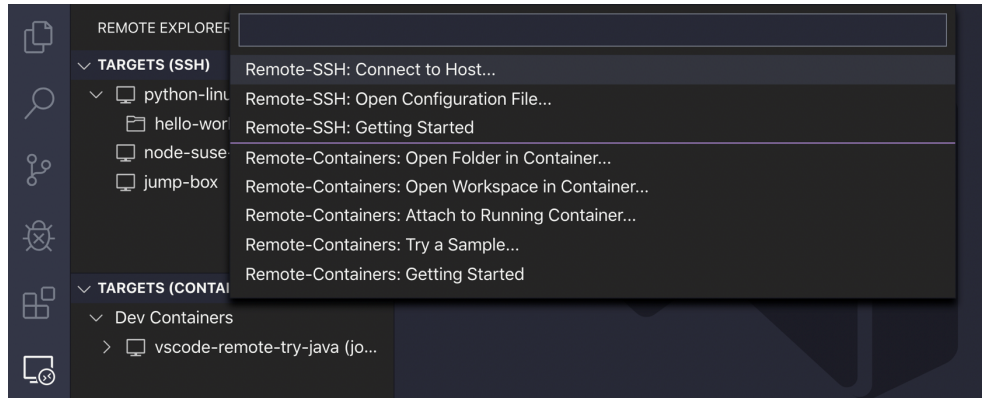 REMOTE EXPLORER
TARGETS (SSH)
python-linu
hello-wor
node-suse-
jump-box
TARGETS (CONTAI
Dev Containers
vscode-remote-try-java (jo...
Remote-SSH: Connect to Host...
Remote-SSH: Open Configuration File...
Remote-SSH: Getting Started
Remote-Containers: Open Folder in Container...
Remote-Containers: Open Workspace in Container...
Remote-Containers: Attach to Running Container...
Remote-Containers: Try a Sample...
Remote-Containers: Getting Started